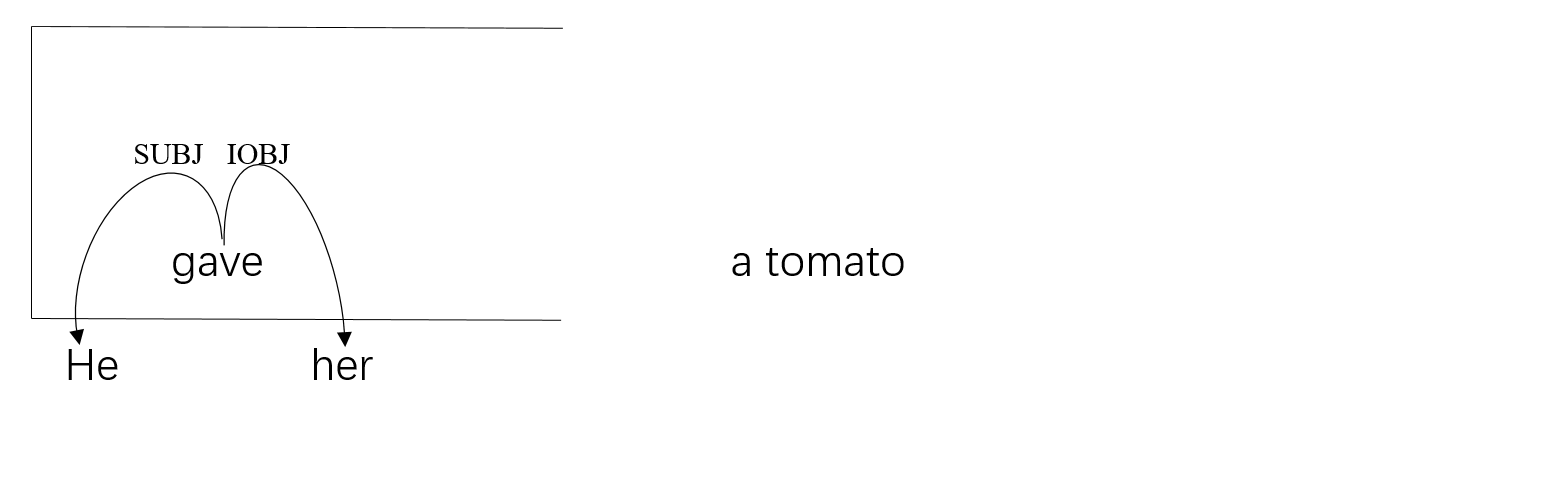 SUBJ IOBJ
gave a tomato
He her